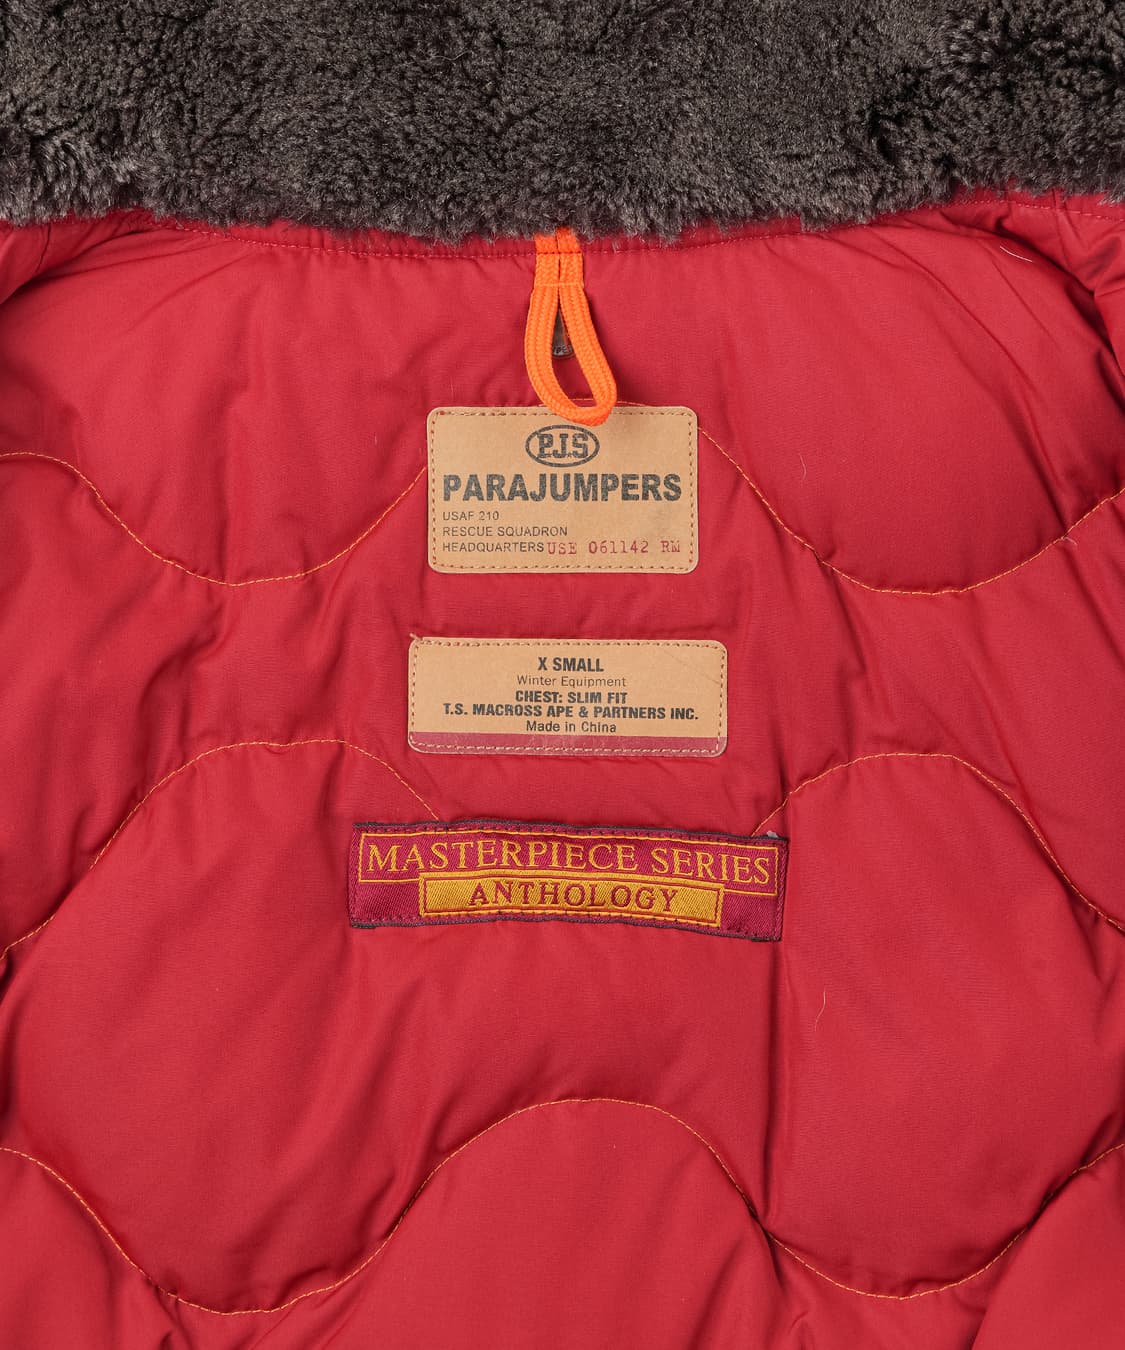 P.J.S
PARAJUMPERS
USAF 210
RESCUE SQUADRON
HEADQUARTERS USE 061142 RM
X SMALL
Winter Equipment
CHEST: SLIM FIT
T.S. MACROSS APE & PARTNERS INC.
Made in China
MASTERPIECE SERIES
ANTHOLOGY